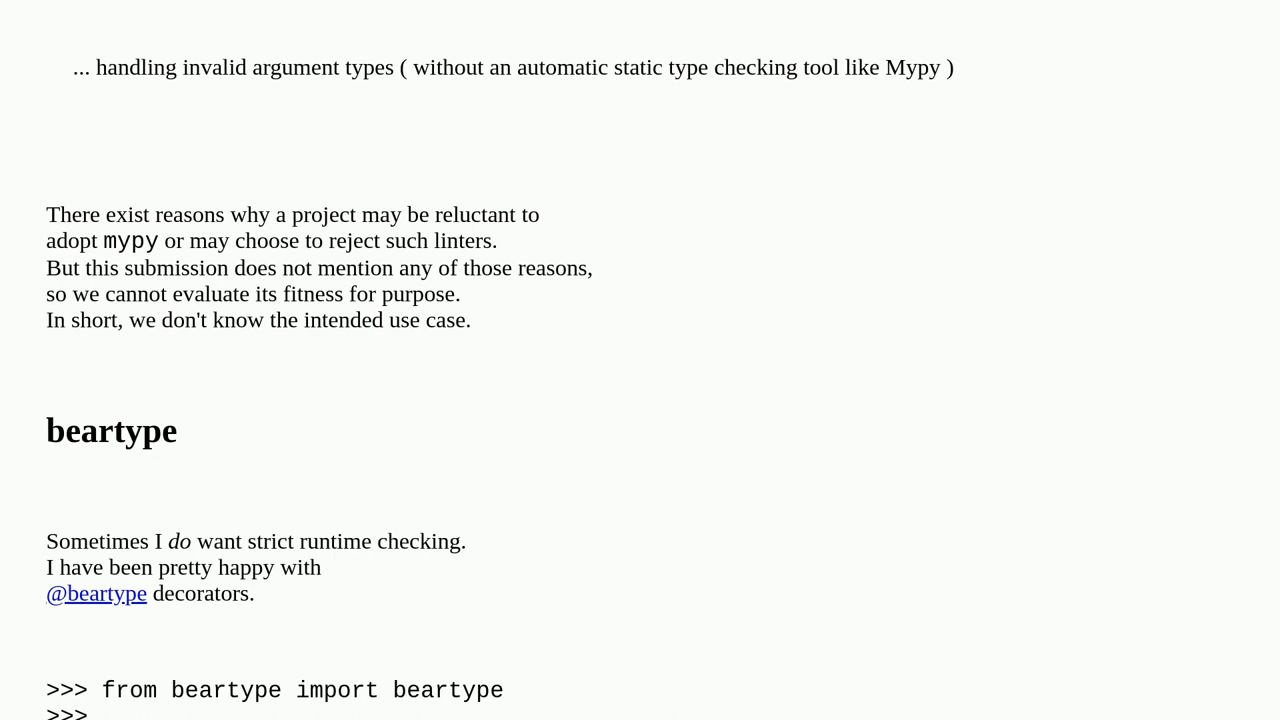 ... handling invalid argument types ( without an automatic static type checking tool like Mypy )
There exist reasons why a project may be reluctant to
adopt mypy or may choose to reject such linters.
But this submission does not mention any of those reasons,
so we cannot evaluate its fitness for purpose.
In short, we don't know the intended use case.
beartype
Sometimes I do want strict runtime checking.
I have been pretty happy with
@beartype decorators.
>>> from beartype import beartype
>>>